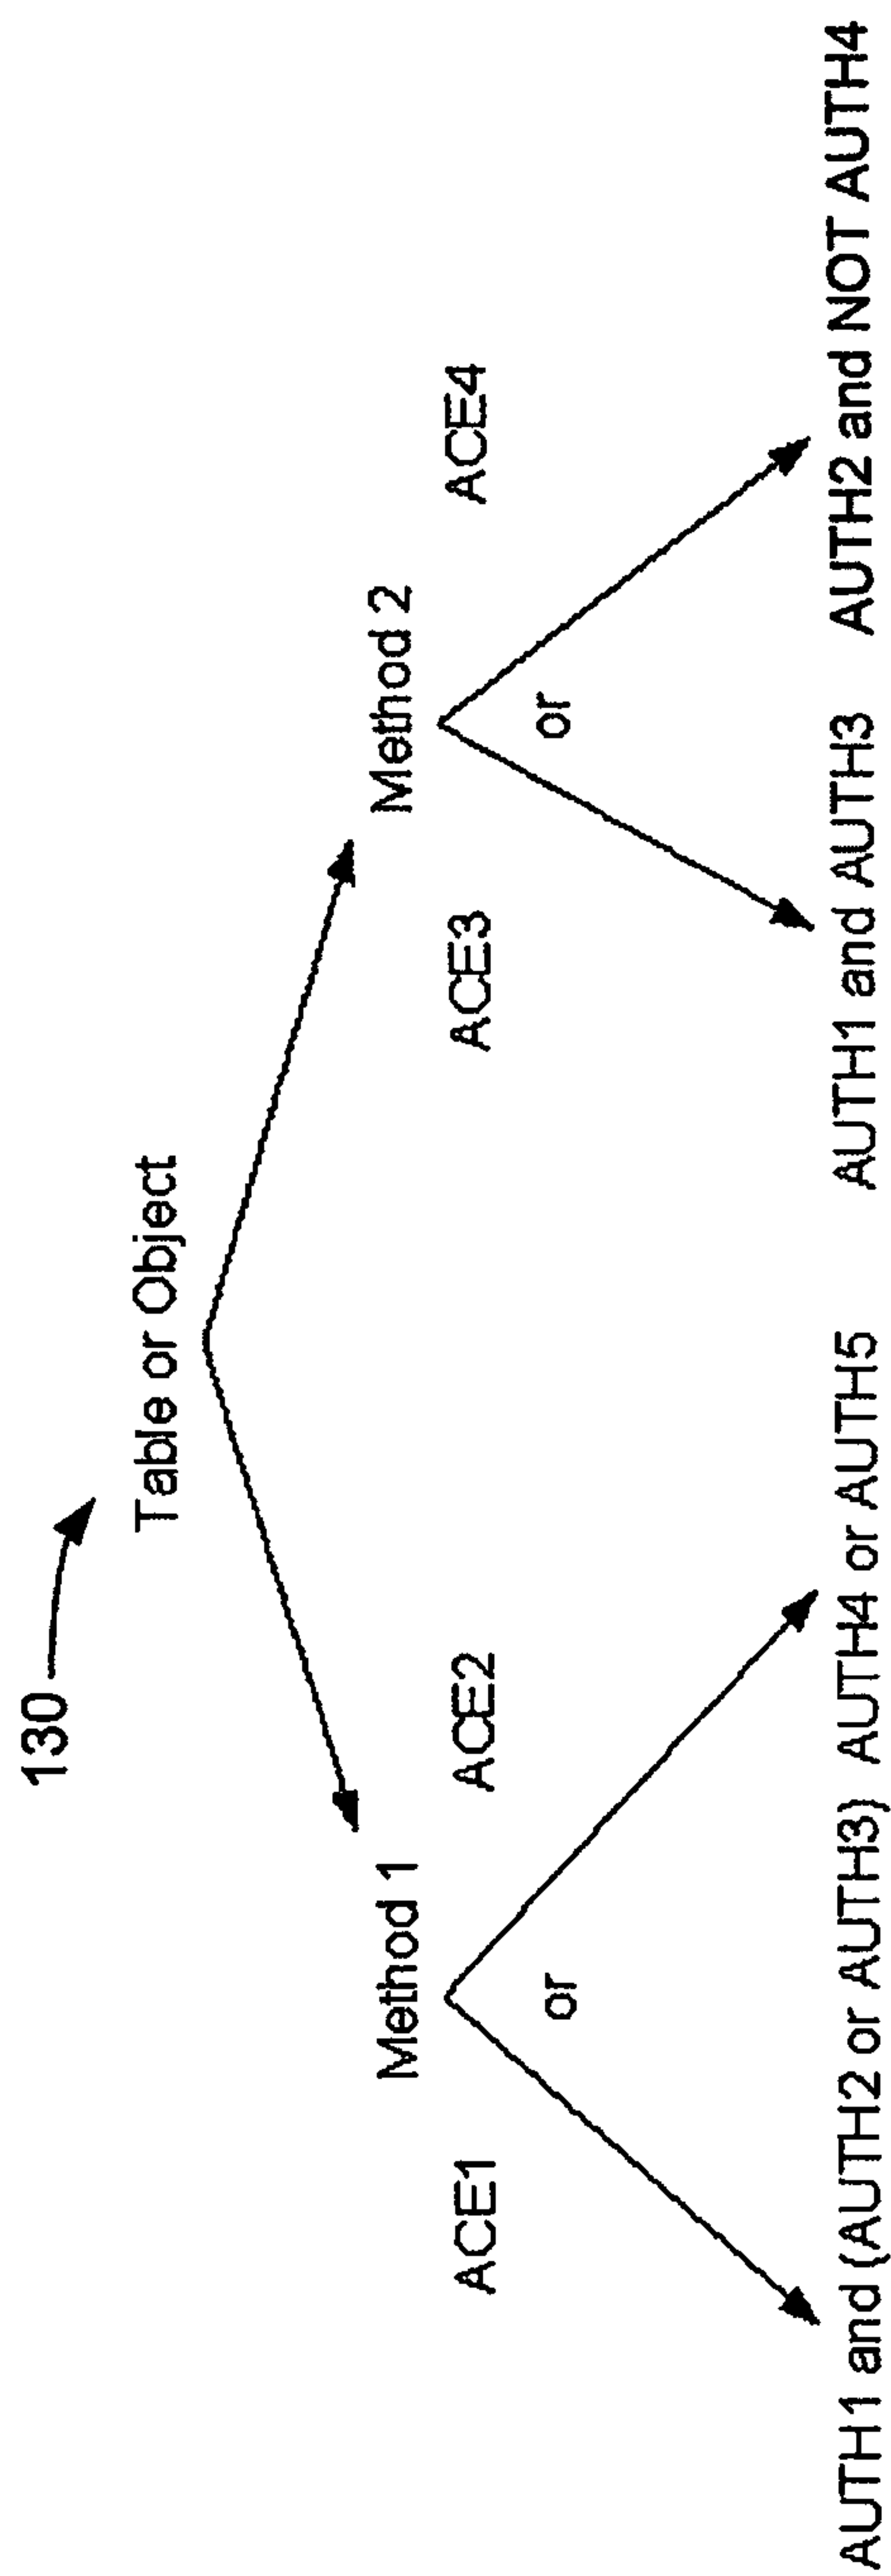 130
Table or Object
Method 1
Method 2
ACE1
ACE2
ACE3
ACE4
or
or
AUTH1 and (AUTH2 or AUTH3)
AUTH4 or AUTH5
AUTH1 and AUTH3
AUTH2 and NOT AUTH4